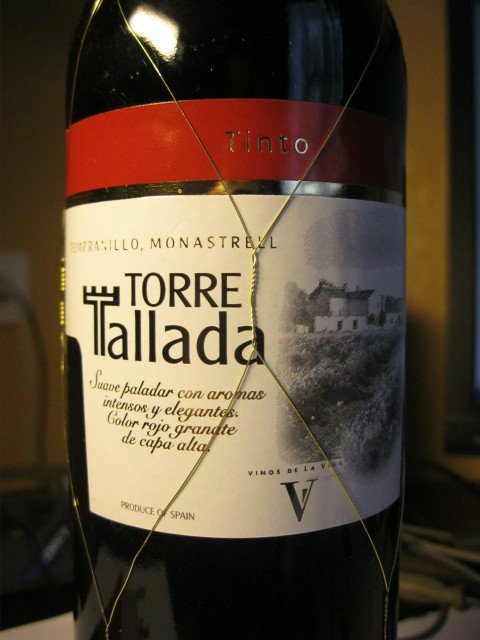 Tinto
TEMPRANILLO, MONASTRELL
TORRE
Tallada
Suave paladar con aromas
intensos y elegantes.
Color rojo granate
de capa alta.
VINOS DE LA VIÑA
V
PRODUCE OF SPAIN